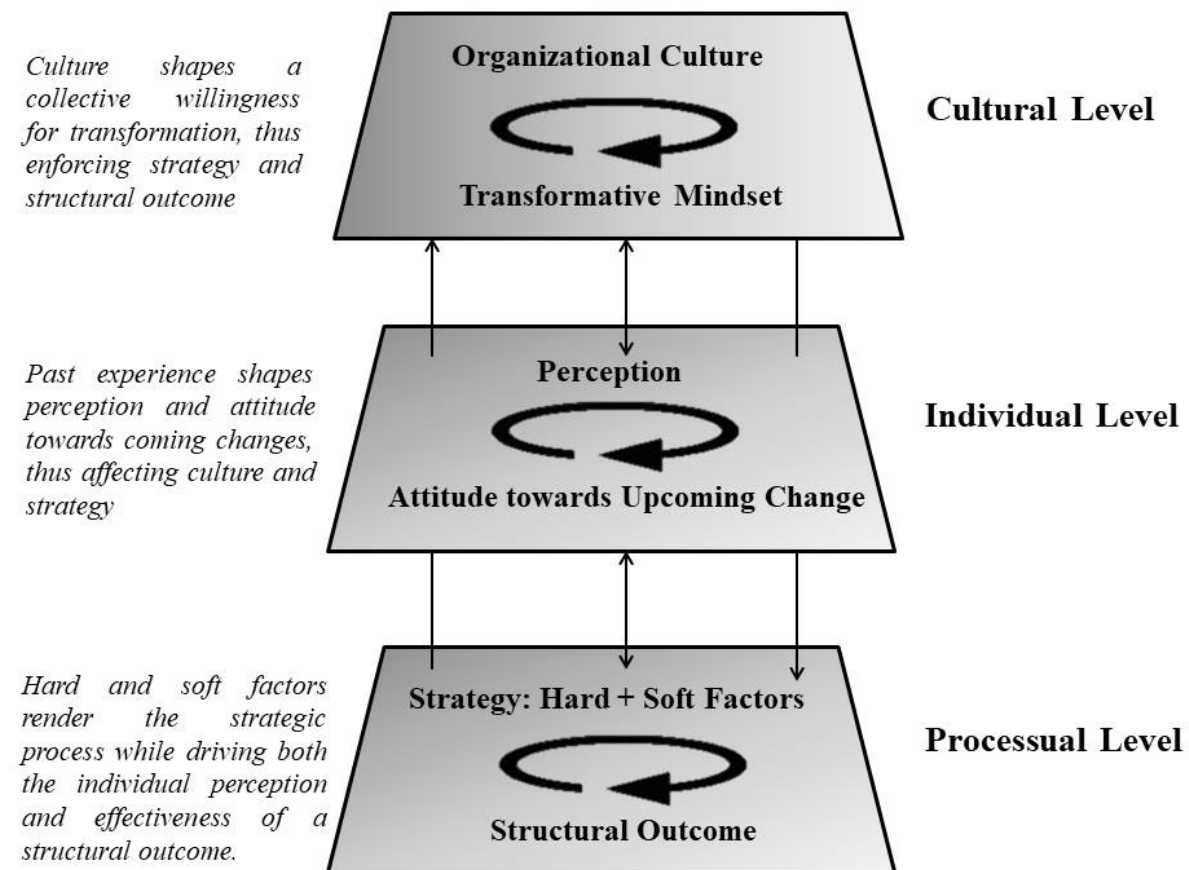 Culture shapes a
collective willingness
for transformation, thus
enforcing strategy and
structural outcome
Organizational Culture
Transformative Mindset
Cultural Level
Past experience shapes
perception and attitude
towards coming changes,
thus affecting culture and
strategy
Perception
Attitude towards Upcoming Change
Individual Level
Hard and soft factors
render the strategic
process while driving both
the individual perception
and effectiveness of a
structural outcome.
Strategy: Hard + Soft Factors
Structural Outcome
Processual Level